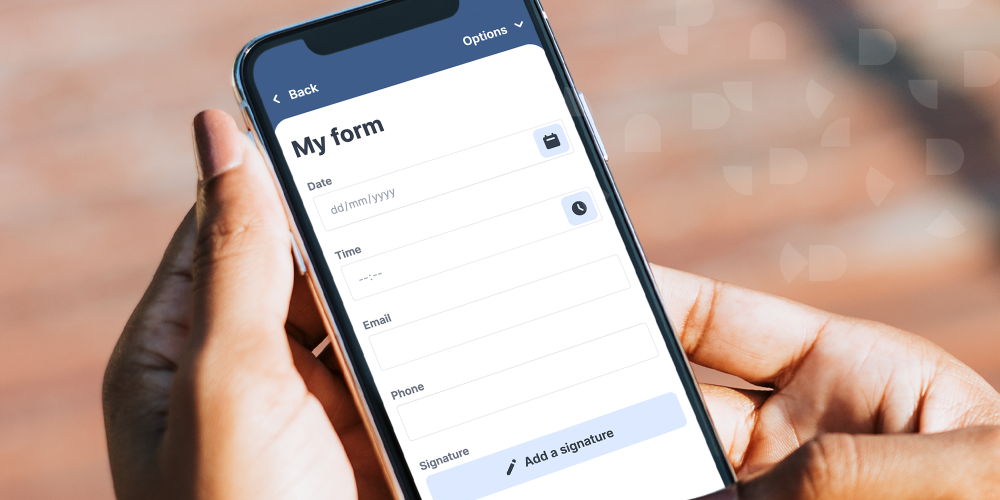 Options
Back
My form
Date
dd/mm/yyyy
Time
--:--
Email
Phone
Signature
Add a signature